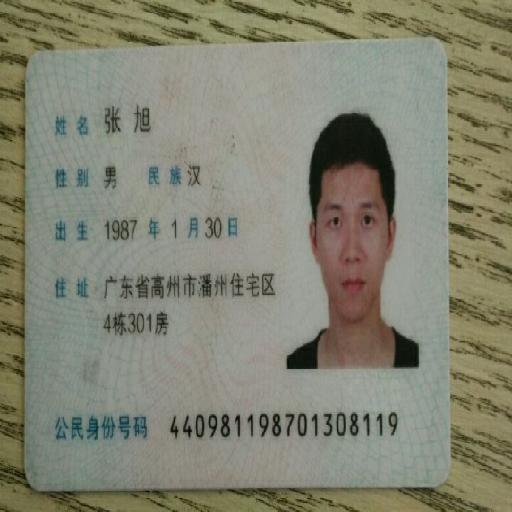 姓名 张旭
性别 男 民族 汉
出生 1987 年 1 月 30 日
住址 广东省高州市潘州住宅区
4栋301房
公民身份号码 440981198701308119